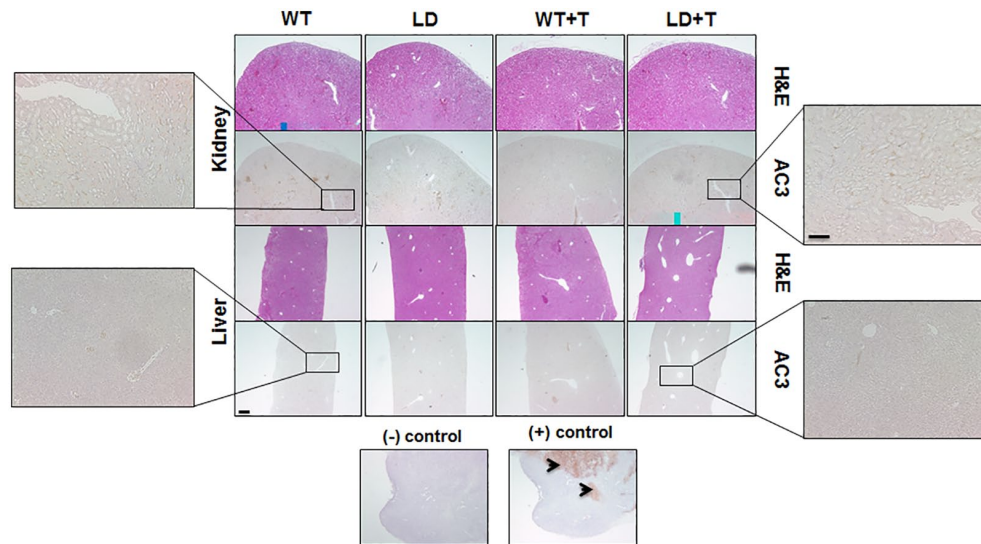 WT LD WT+T LD+T
Kidney
H&E
AC3
Liver
H&E
AC3
(-) control (+) control